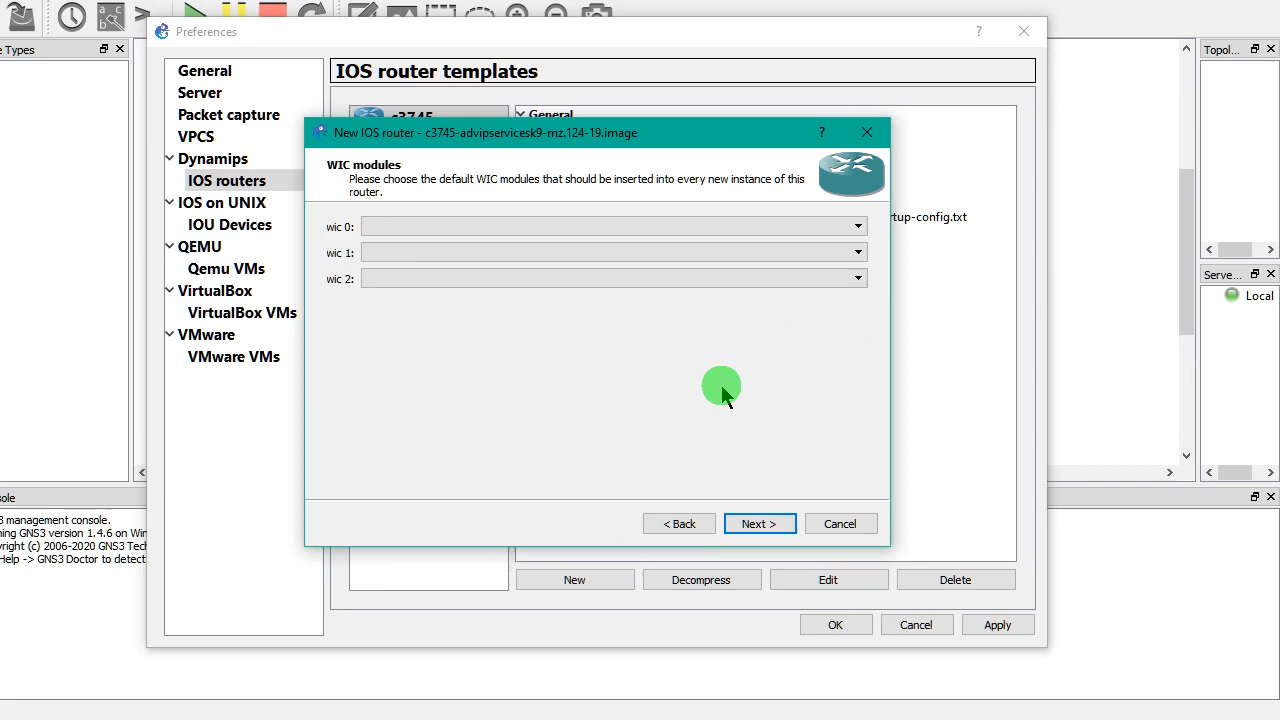 Preferences
?
e Types
Topol...
General
Server
Packet capture
VPCS
Dynamips
IOS routers
IOS on UNIX
IOU Devices
QEMU
Qemu VMs
VirtualBox
VirtualBox VMs
VMware
VMware VMs
IOS router templates
c3745
General
rtup-config.txt
New IOS router - c3745-advipservicesk9-mz.124-19.image
?
WIC modules
Please choose the default WIC modules that should be inserted into every new instance of this
router.
wic 0:
wic 1:
wic 2:
< Back
Next >
Cancel
New
Decompress
Edit
Delete
OK
Cancel
Apply
Serve...
Local
ole
3 management console.
ning GNS3 version 1.4.6 on Win
yright (c) 2006-2020 GNS3 Tech
Help -> GNS3 Doctor to detect